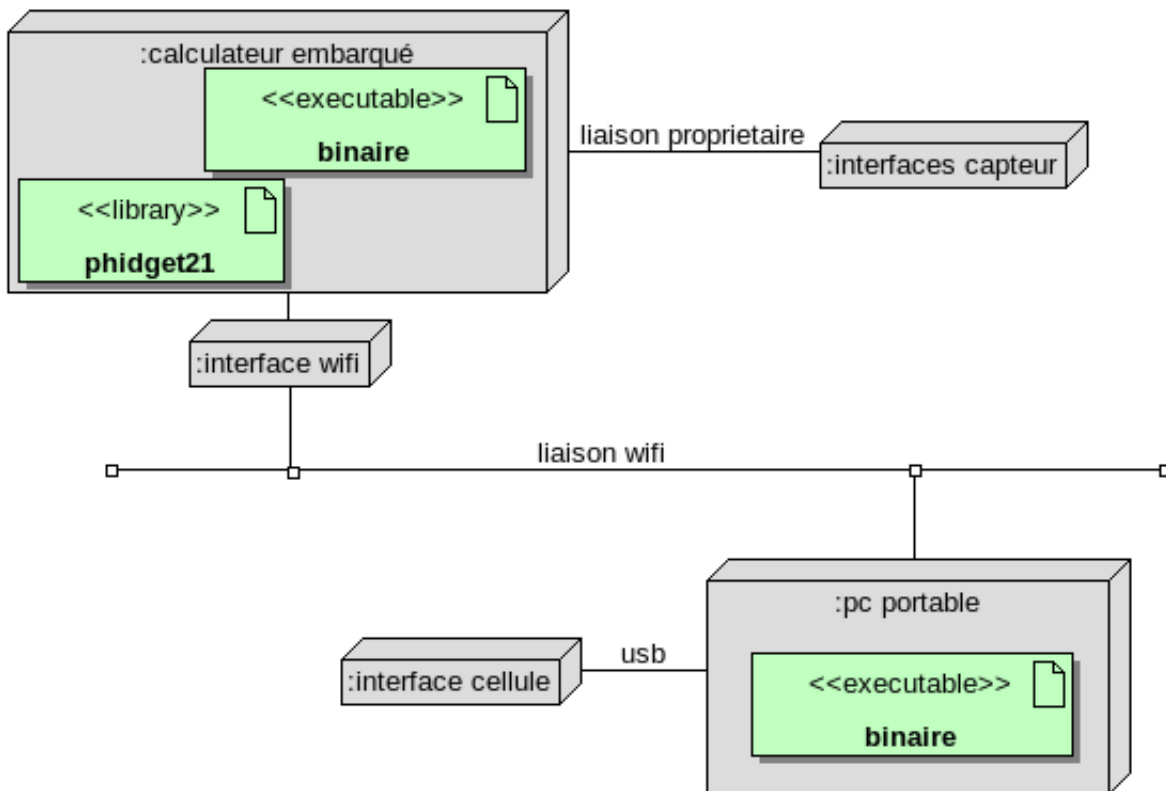 :calculateur embarqué
<<executable>>
binaire
liaison proprietaire
:interfaces capteur
<<library>>
phidget21
:interface wifi
liaison wifi
:pc portable
usb
:interface cellule
<<executable>>
binaire